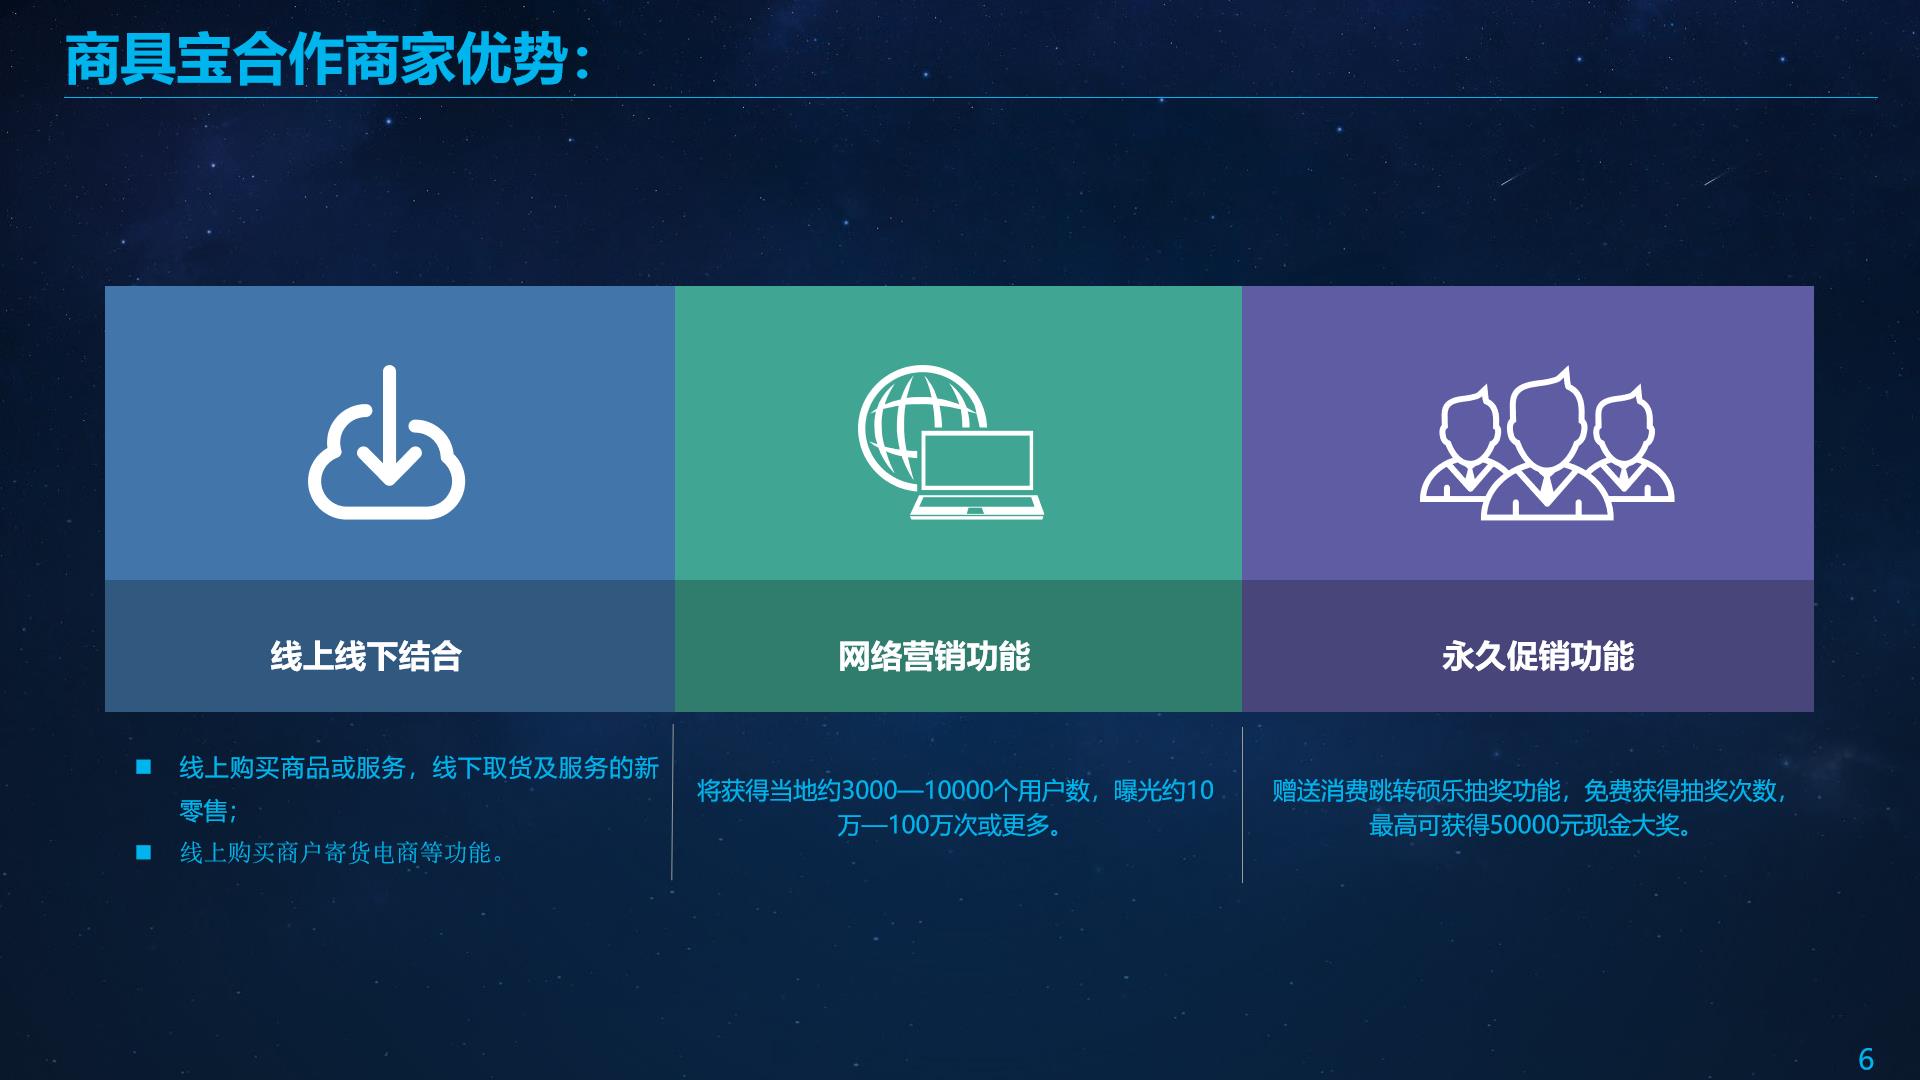 商具宝合作商家优势：
线上线下结合
网络营销功能
永久促销功能
■ 线上购买商品或服务，线下取货及服务的新
零售；
■ 线上购买商户寄货电商等功能。
将获得当地约3000—10000个用户数，曝光约10
万—100万次或更多。
赠送消费跳转硕乐抽奖功能，免费获得抽奖次数，
最高可获得50000元现金大奖。
6